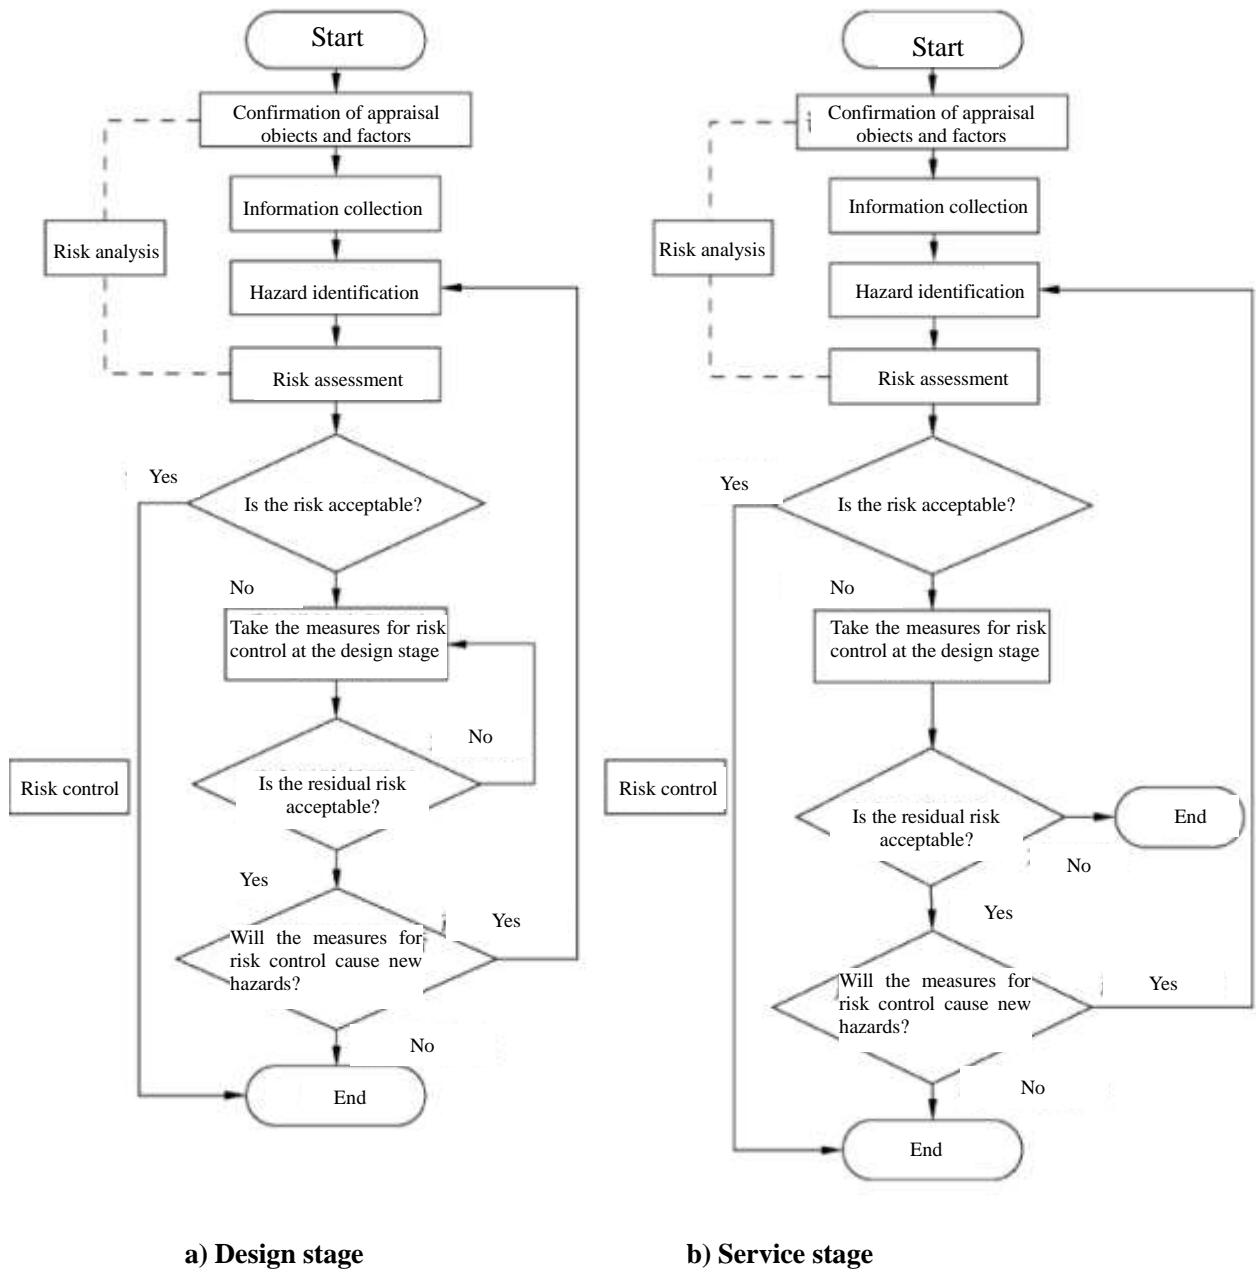 Start
Confirmation of appraisal
objects and factors
Information collection
Risk analysis
Hazard identification
Risk assessment
Yes
Is the risk acceptable?
No
Take the measures for risk
control at the design stage
No
Risk control
Is the residual risk
acceptable?
Yes
Yes
Will the measures for
risk control cause new
hazards?
No
End
a) Design stage
Start
Confirmation of appraisal
objects and factors
Information collection
Risk analysis
Hazard identification
Risk assessment
Yes
Is the risk acceptable?
No
Take the measures for risk
control at the design stage
Risk control
Is the residual risk
acceptable?
End
No
Yes
Will the measures for
risk control cause new
hazards?
Yes
No
End
b) Service stage